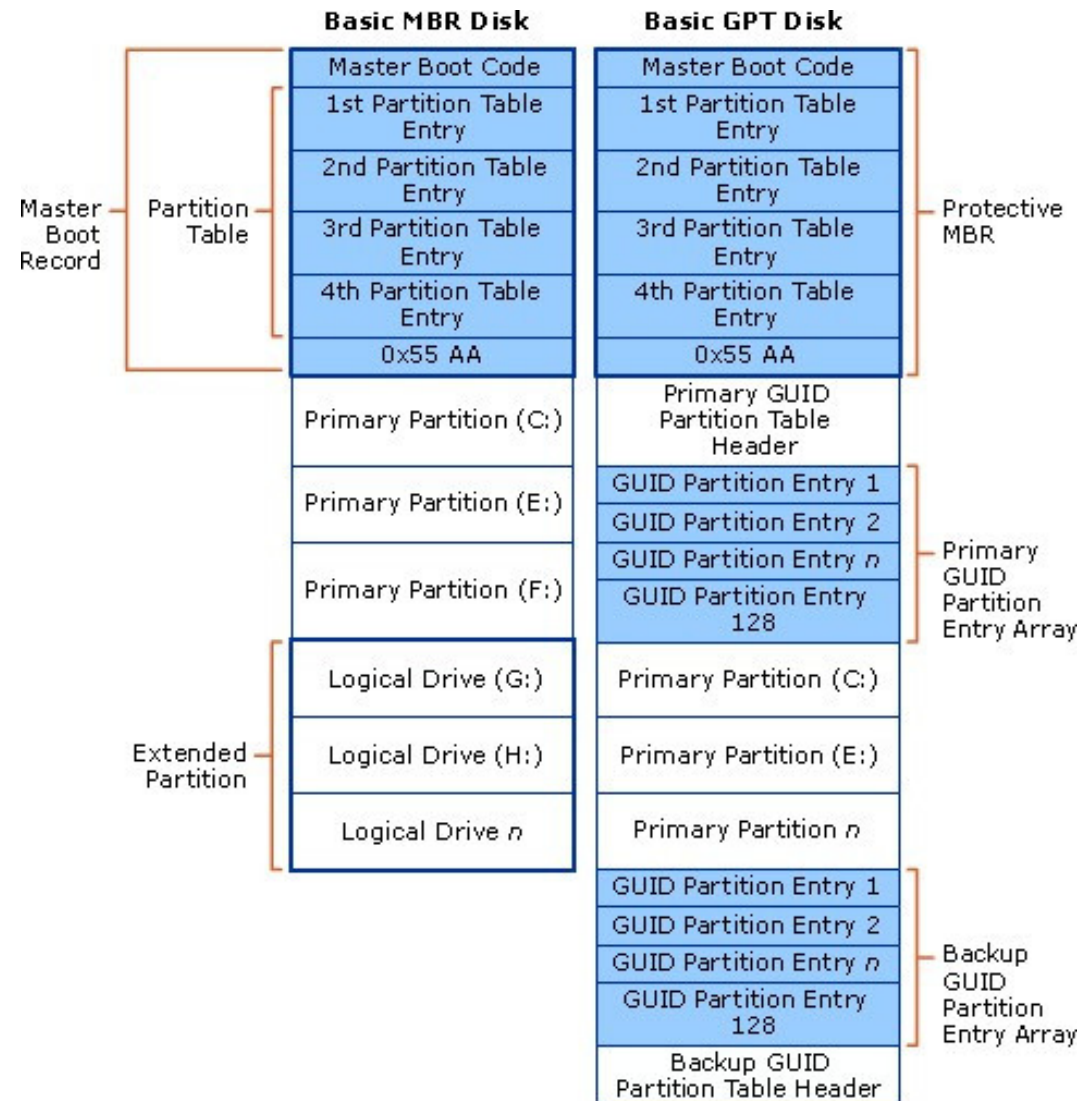 Basic MBR Disk
Basic GPT Disk
Master
Boot
Record
Partition
Table
Master Boot Code
1st Partition Table
Entry
2nd Partition Table
Entry
3rd Partition Table
Entry
4th Partition Table
Entry
0x55 AA
Primary Partition (C:)
Primary Partition (E:)
Primary Partition (F:)
Extended
Partition
Logical Drive (G:)
Logical Drive (H:)
Logical Drive n
Master Boot Code
1st Partition Table
Entry
2nd Partition Table
Entry
3rd Partition Table
Entry
4th Partition Table
Entry
0x55 AA
Protective
MBR
Primary GUID
Partition Table
Header
GUID Partition Entry 1
GUID Partition Entry 2
GUID Partition Entry n
GUID Partition Entry
128
Primary
GUID
Partition
Entry Array
Primary Partition (C:)
Primary Partition (E:)
Primary Partition n
GUID Partition Entry 1
GUID Partition Entry 2
GUID Partition Entry n
GUID Partition Entry
128
Backup
GUID
Partition
Entry Array
Backup GUID
Partition Table Header